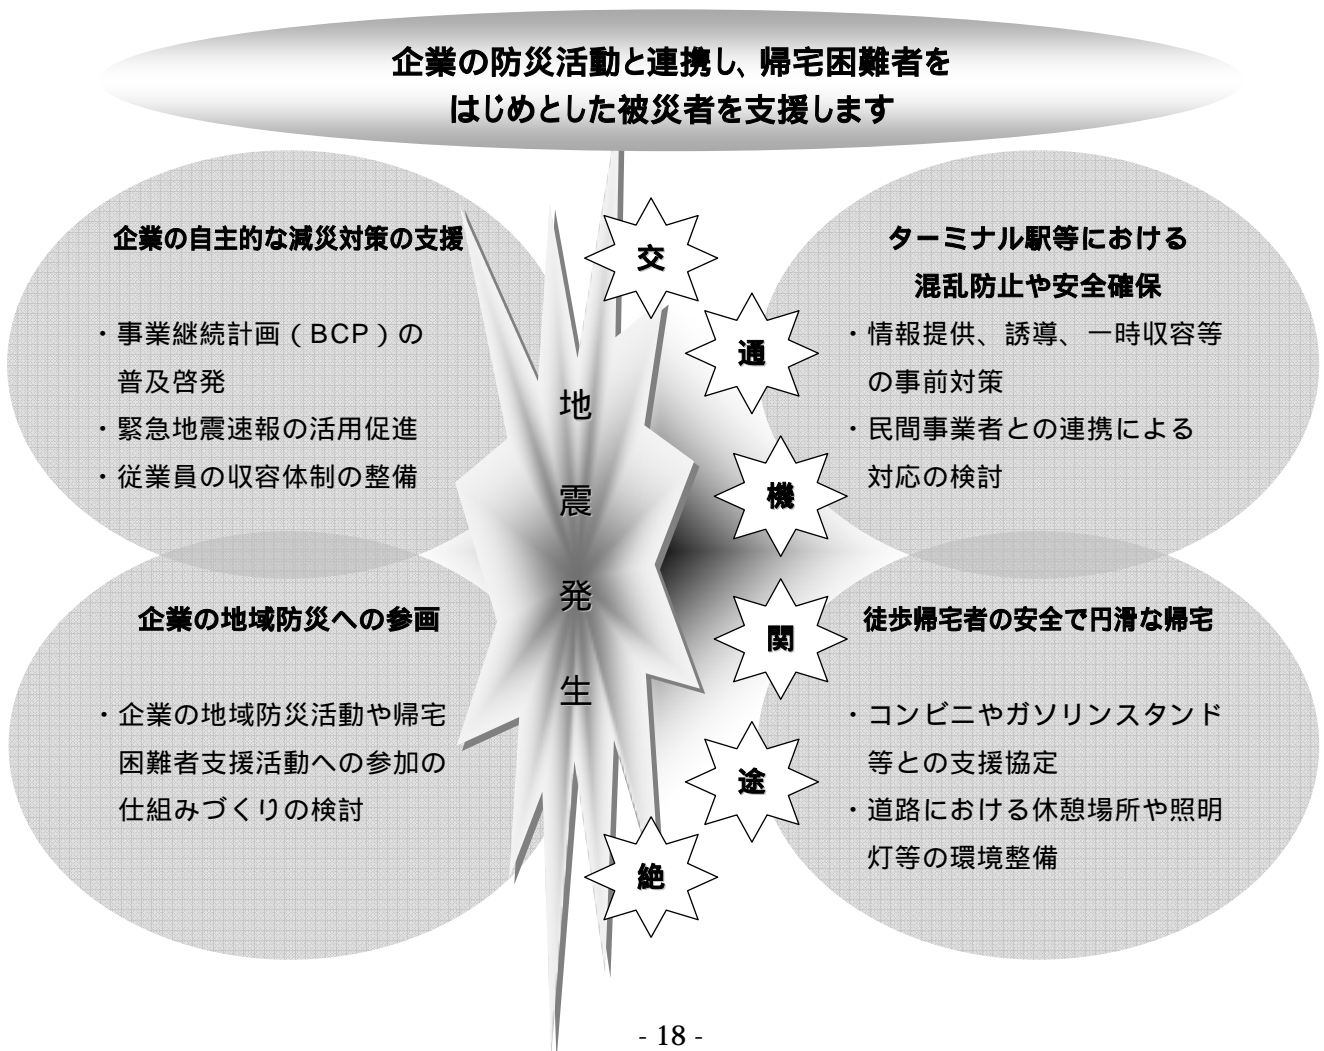 企業の防災活動と連携し、帰宅困難者を
はじめとした被災者を支援します
企業の自主的な減災対策の支援
・事業継続計画(BCP)の
普及啓発
・緊急地震速報の活用促進
・従業員の収容体制の整備
ターミナル駅等における
混乱防止や安全確保
・情報提供、誘導、一時収容等
の事前対策
・民間事業者との連携による
対応の検討
地
震
発
生
交
通
機
関
途
絶
企業の地域防災への参画
・企業の地域防災活動や帰宅
困難者支援活動への参加の
仕組みづくりの検討
徒歩帰宅者の安全で円滑な帰宅
・コンビニやガソリンスタンド
等との支援協定
・道路における休憩場所や照明
灯等の環境整備
- 18 -